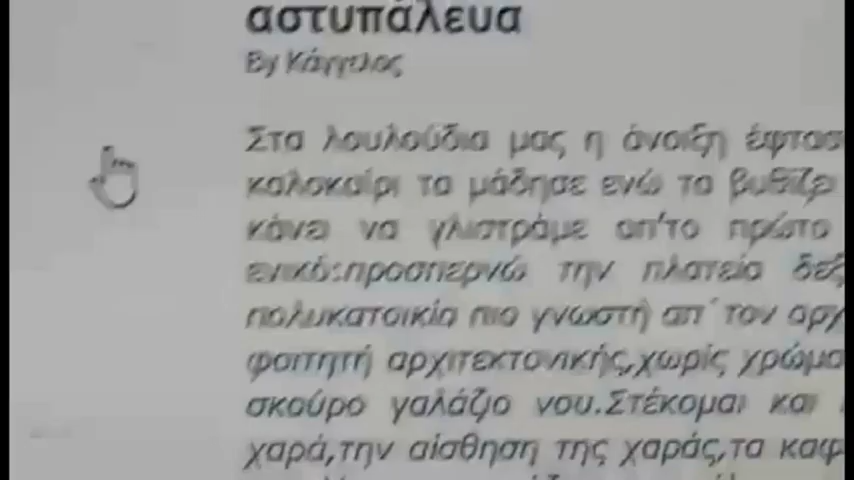 αστυπάλευα
By Κάγγελος
Στα λουλούδια μας η άνοιξη έφτασ
καλοκαίρι τα μάδησε ενώ τα βυθίζει
κάνει να γλιστράμε απ'το πρώτο
ενικό:προσπερνώ την πλατεία δεξ
πολυκατοικία πιο γνωστή απ΄ τον αρχ
φοιτητή αρχιτεκτονικής,χωρίς χρώμα
σκούρο γαλάζιο νου.Στέκομαι και
χαρά,την αίσθηση της χαράς,τα καφ